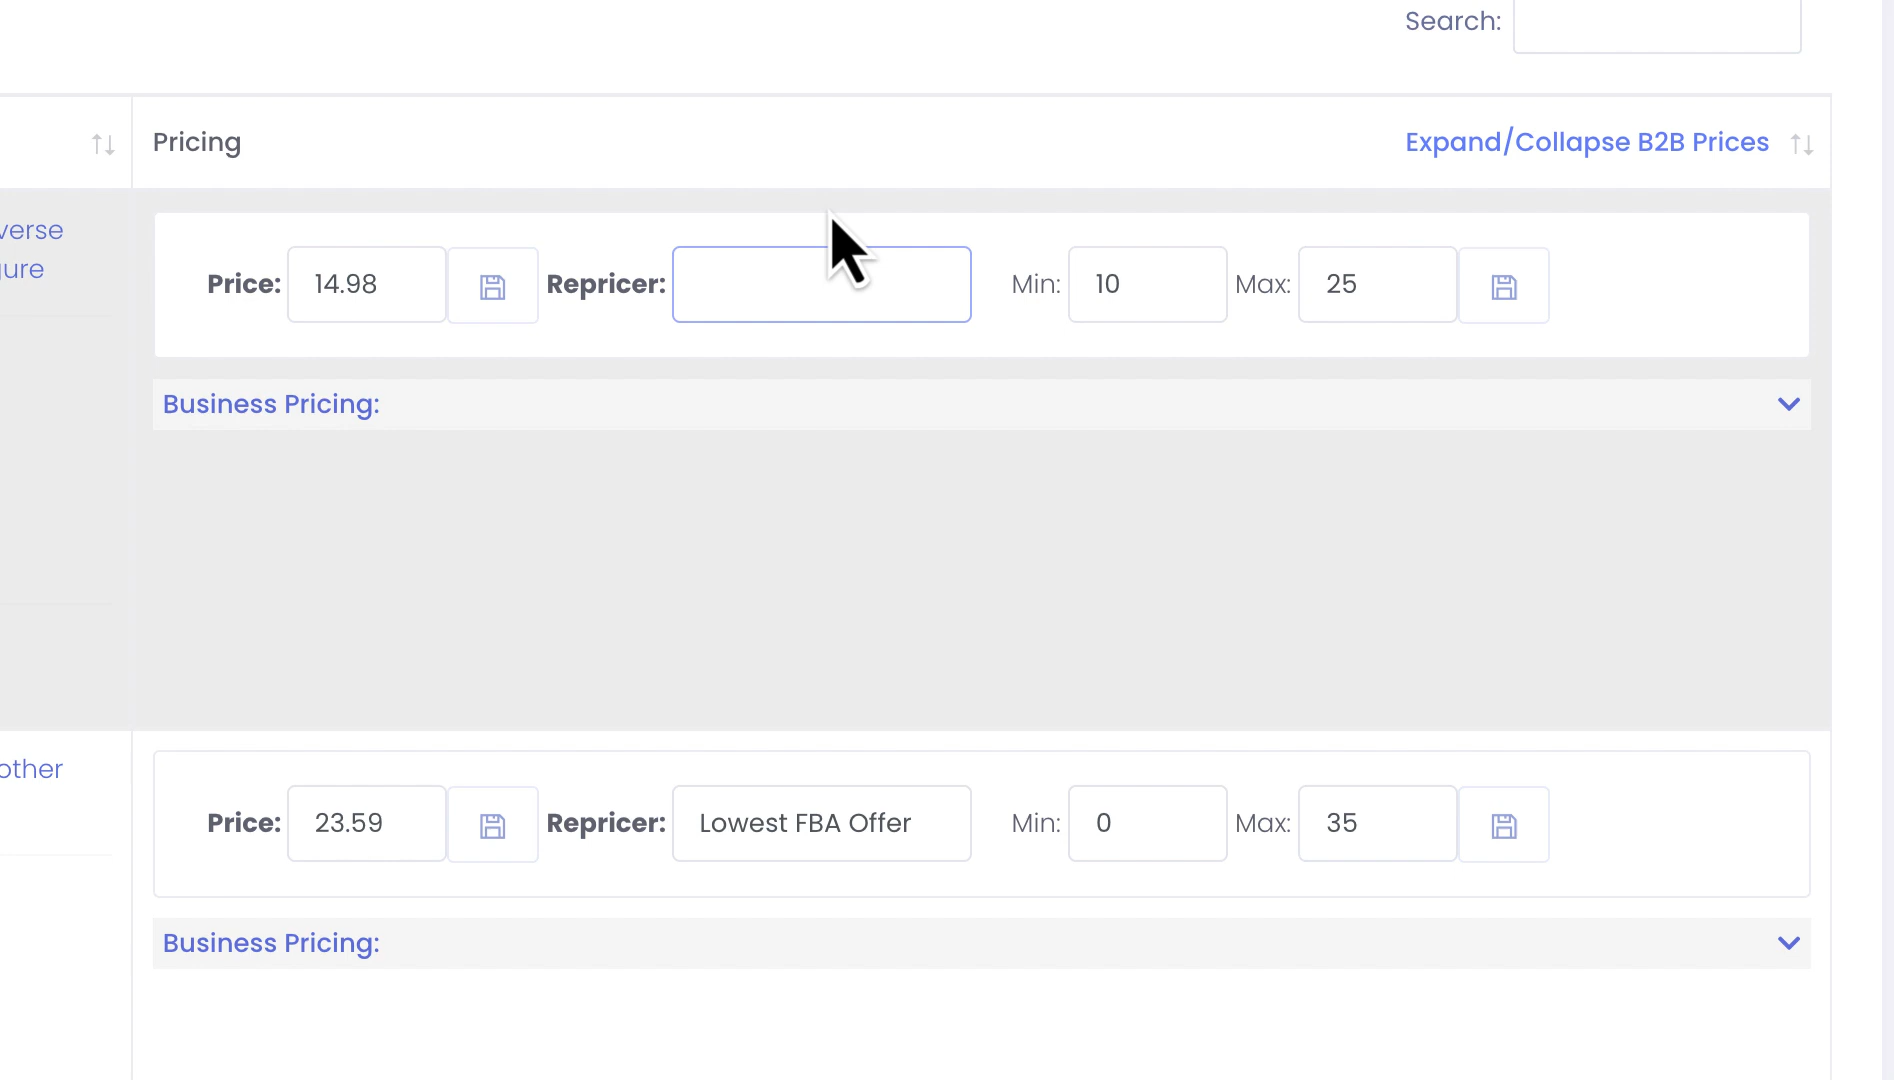 Search:
Pricing
Expand/Collapse B2B Prices
verse
gure
Price: 14.98 Repricer: Min: 10 Max: 25
Business Pricing:
other
Price: 23.59 Repricer: Lowest FBA Offer Min: 0 Max: 35
Business Pricing: